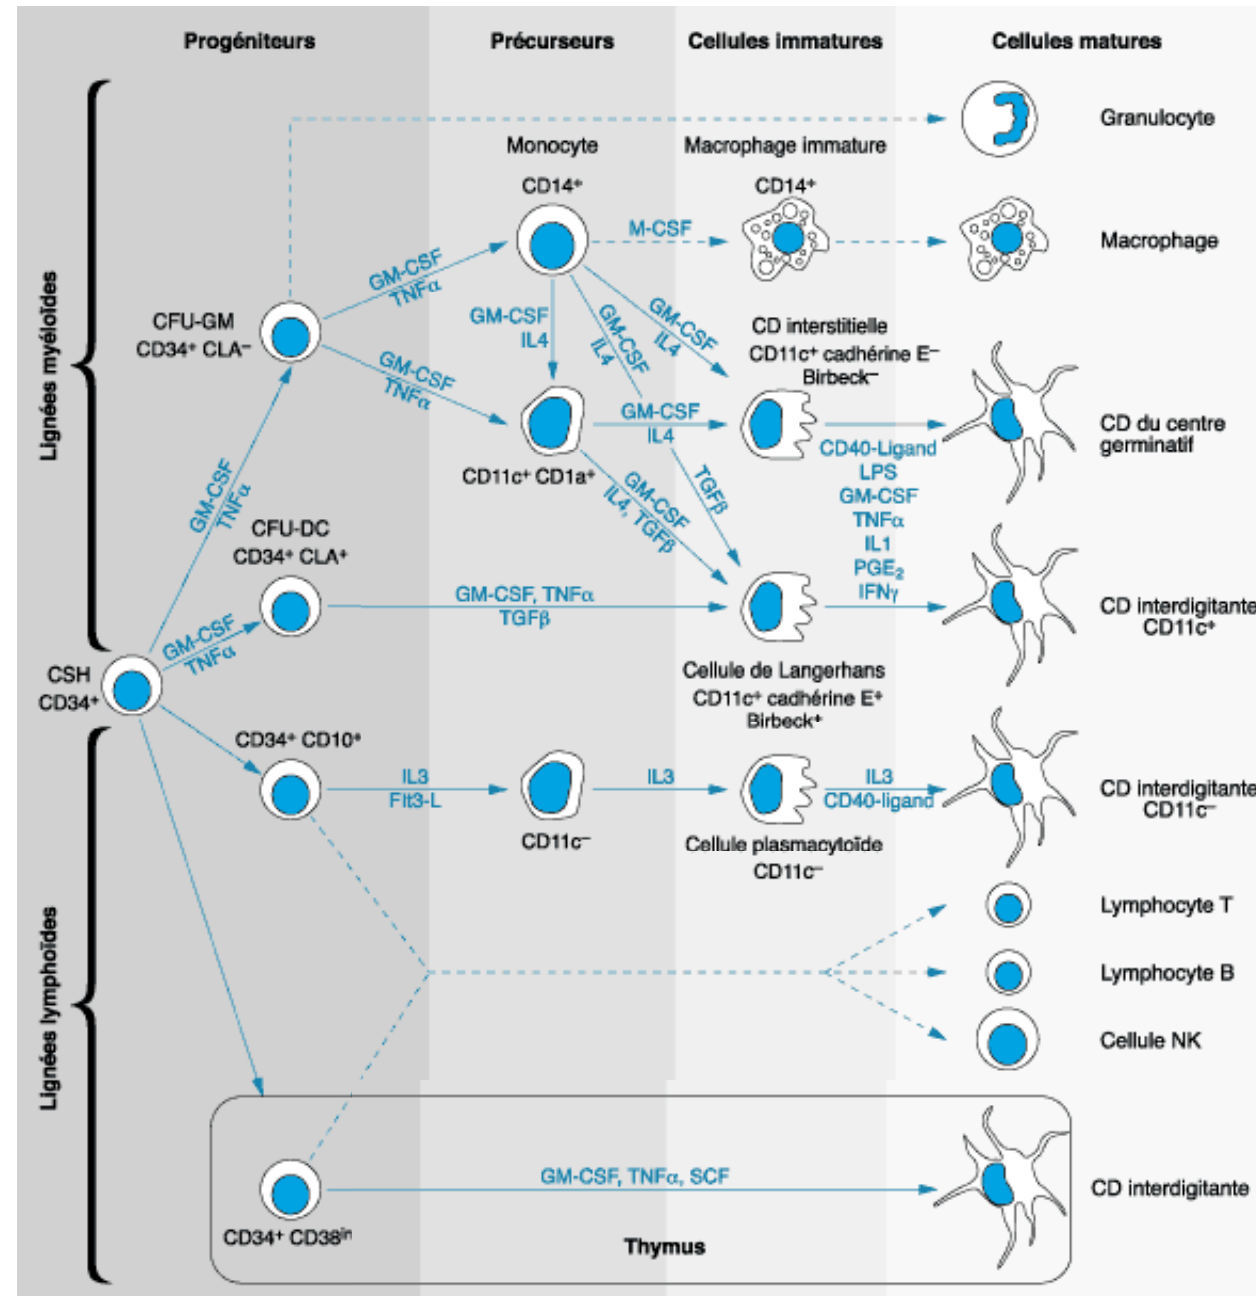 Progéniteurs
Précurseurs
Cellules immatures
Cellules matures
Lignées myéloïdes
Granulocyte
Monocyte
CD14⁺
Macrophage immature
CD14⁺
M-CSF
Macrophage
GM-CSF
TNFα
CFU-GM
CD34⁺ CLA⁻
GM-CSF
IL4
GM-CSF
IL4
GM-CSF
IL4
CD interstitielle
CD11c⁺ cadhérine E⁻
Birbeck⁻
GM-CSF
TNFα
GM-CSF
IL4
CD11c⁺ CD1a⁺
CD du centre
germinatif
CD40-Ligand
LPS
GM-CSF
TNFα
IL1
PGE₂
IFNγ
GM-CSF
TNFα
GM-CSF
IL4, TGFβ
TGFβ
CFU-DC
CD34⁺ CLA⁺
GM-CSF, TNFα
TGFβ
CD interdigitante
CD11c⁺
GM-CSF
TNFα
CSH
CD34⁺
Cellule de Langerhans
CD11c⁺ cadhérine E⁺
Birbeck⁺
Lignées lymphoïdes
CD34⁺ CD10⁺
IL3
Flt3-L
CD11c⁻
IL3
Cellule plasmacytoïde
CD11c⁻
IL3
CD40-ligand
CD interdigitante
CD11c⁻
Lymphocyte T
Lymphocyte B
Cellule NK
CD34⁺ CD38ⁱⁿ
GM-CSF, TNFα, SCF
CD interdigitante
Thymus